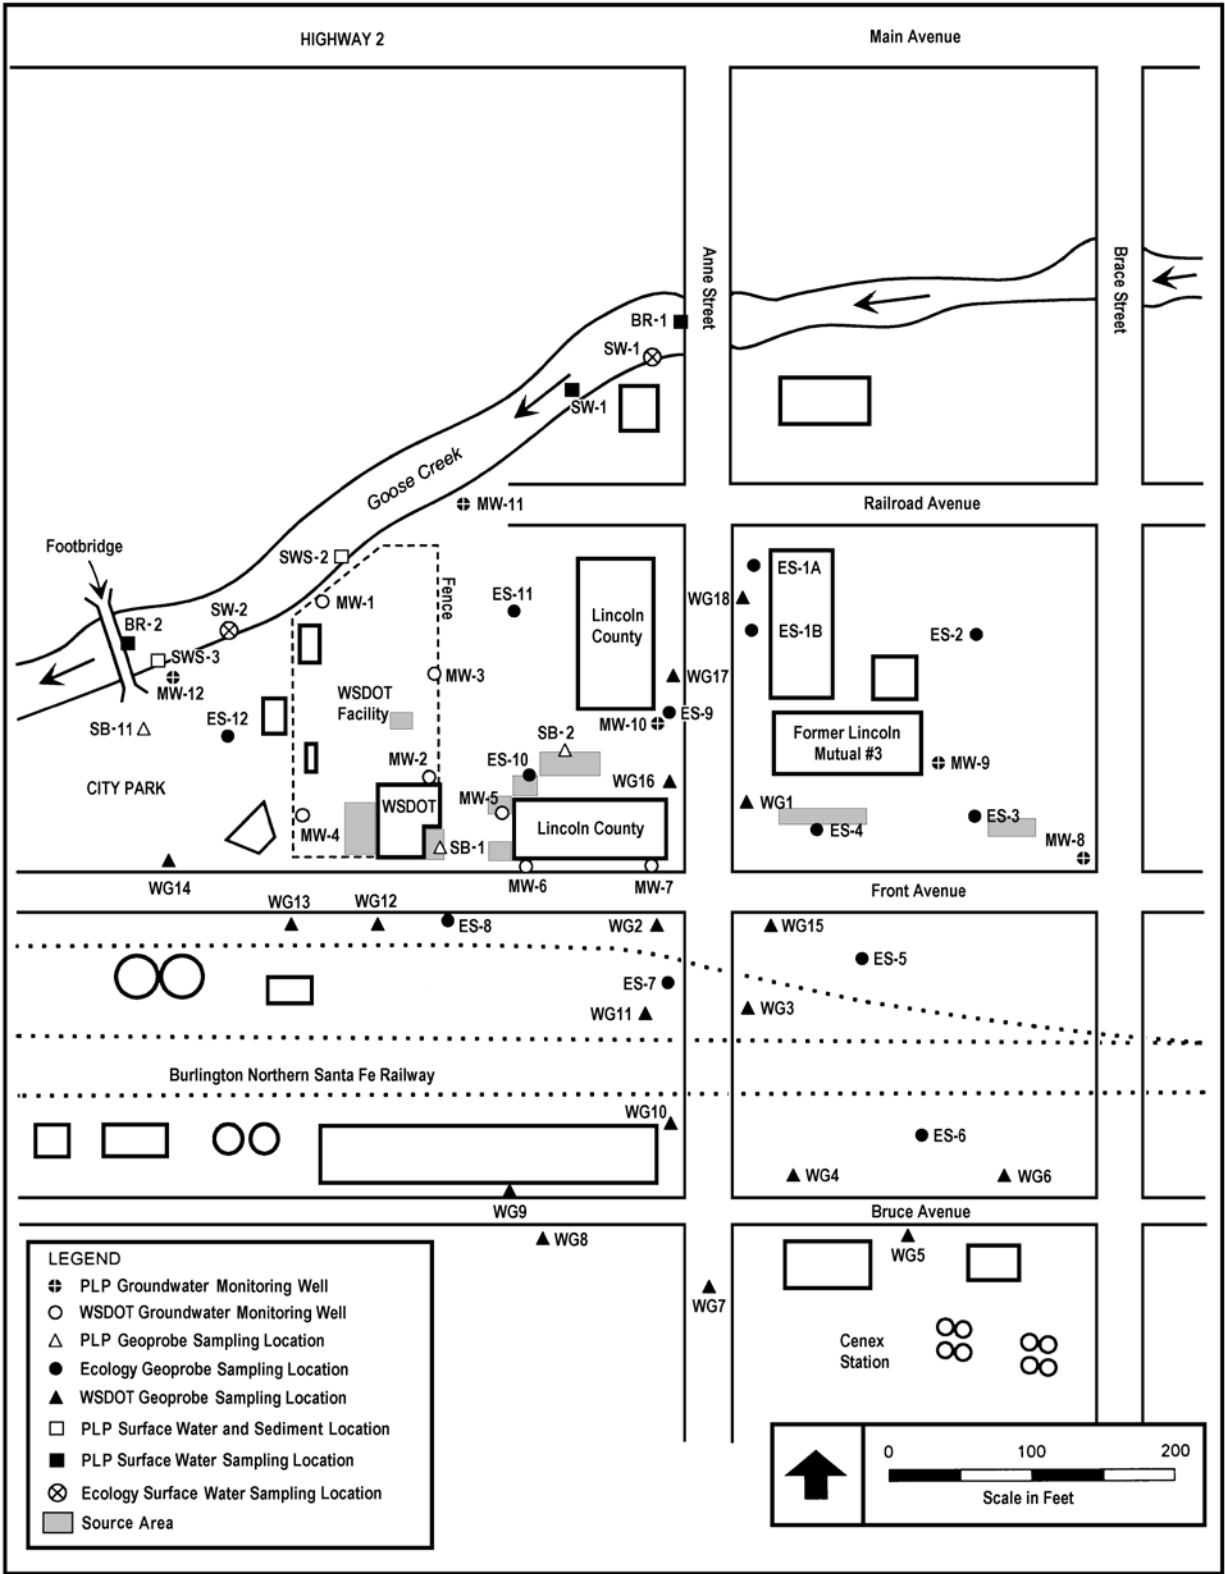 HIGHWAY 2
Main Avenue
Anne Street
Brace Street
BR-1
SW-1
SW-1
Goose Creek
MW-11
Railroad Avenue
Footbridge
SWS-2
Fence
ES-11
Lincoln
County
ES-1A
WG18
MW-1
SW-2
BR-2
ES-1B
ES-2
SWS-3
MW-12
MW-3
WG17
WSDOT
Facility
ES-12
SB-11
ES-9
MW-10
SB-2
Former Lincoln
Mutual #3
MW-9
MW-2
ES-10
WG16
CITY PARK
WSDOT
MW-5
WG1
MW-4
Lincoln County
ES-4
ES-3
SB-1
MW-8
WG14
MW-6
MW-7
Front Avenue
WG13
WG12
ES-8
WG2
WG15
ES-5
ES-7
WG11
WG3
Burlington Northern Santa Fe Railway
WG10
ES-6
WG4
WG6
WG9
Bruce Avenue
WG8
WG5
WG7
Cenex
Station
LEGEND
PLP Groundwater Monitoring Well
WSDOT Groundwater Monitoring Well
PLP Geoprobe Sampling Location
Ecology Geoprobe Sampling Location
WSDOT Geoprobe Sampling Location
PLP Surface Water and Sediment Location
PLP Surface Water Sampling Location
Ecology Surface Water Sampling Location
Source Area
0 100 200
Scale in Feet